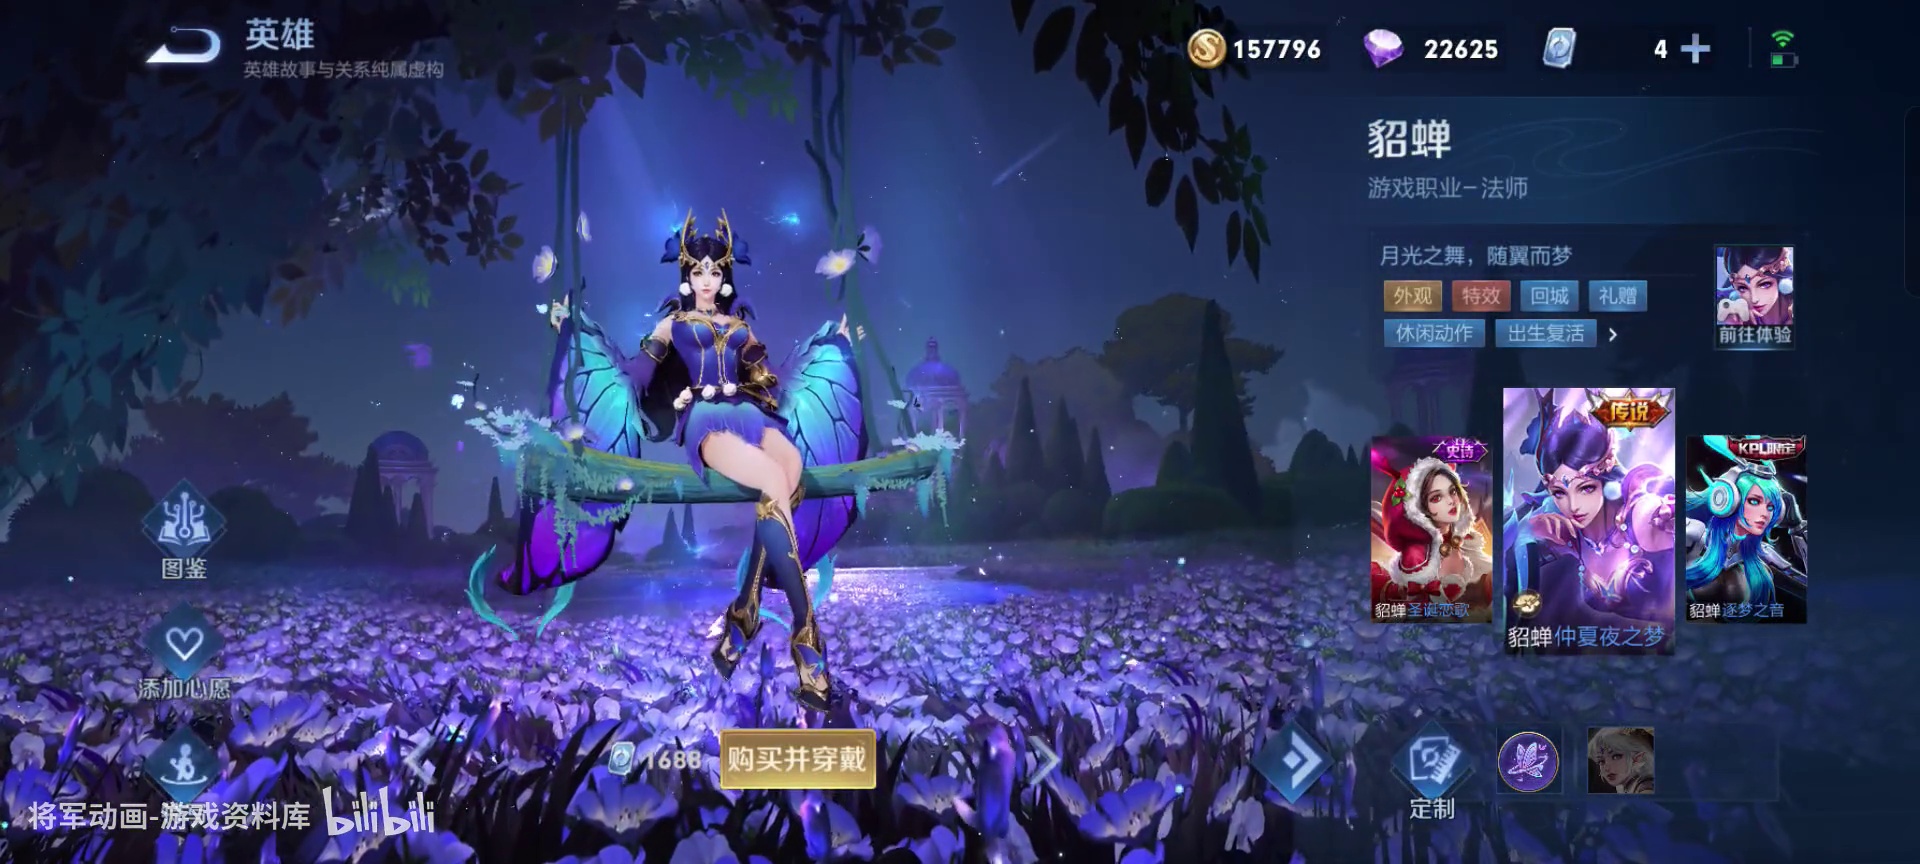 英雄
英雄故事与关系纯属虚构
157796
22625
4
貂蝉
游戏职业-法师
月光之舞，随翼而梦
外观 特效 回城 礼赠
休闲动作 出生复活
前往体验
史诗
传说
KPL限定
貂蝉圣诞恋歌
貂蝉仲夏夜之梦
貂蝉逐梦之音
图鉴
添加心愿
1688
购买并穿戴
定制
将军动画-游戏资料库 bilibili